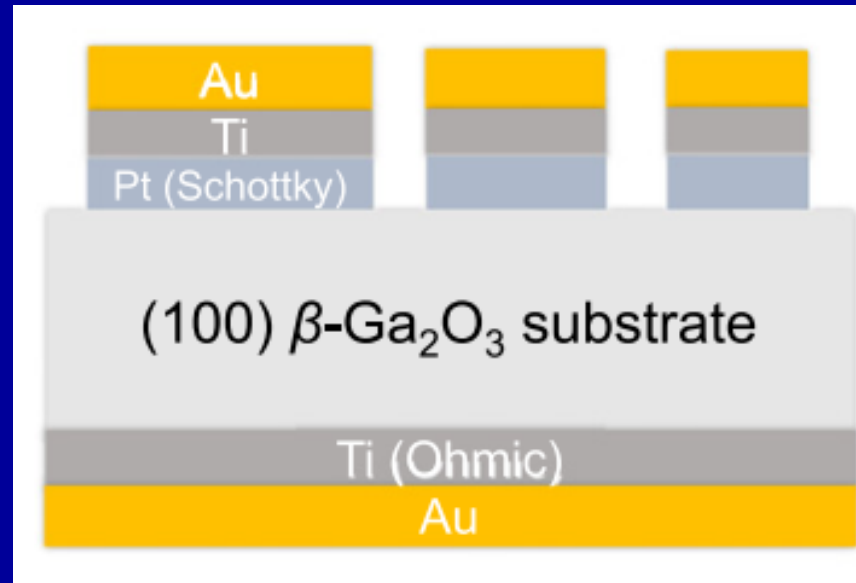 Au
Ti
Pt (Schottky)
(100) β-Ga₂O₃ substrate
Ti (Ohmic)
Au